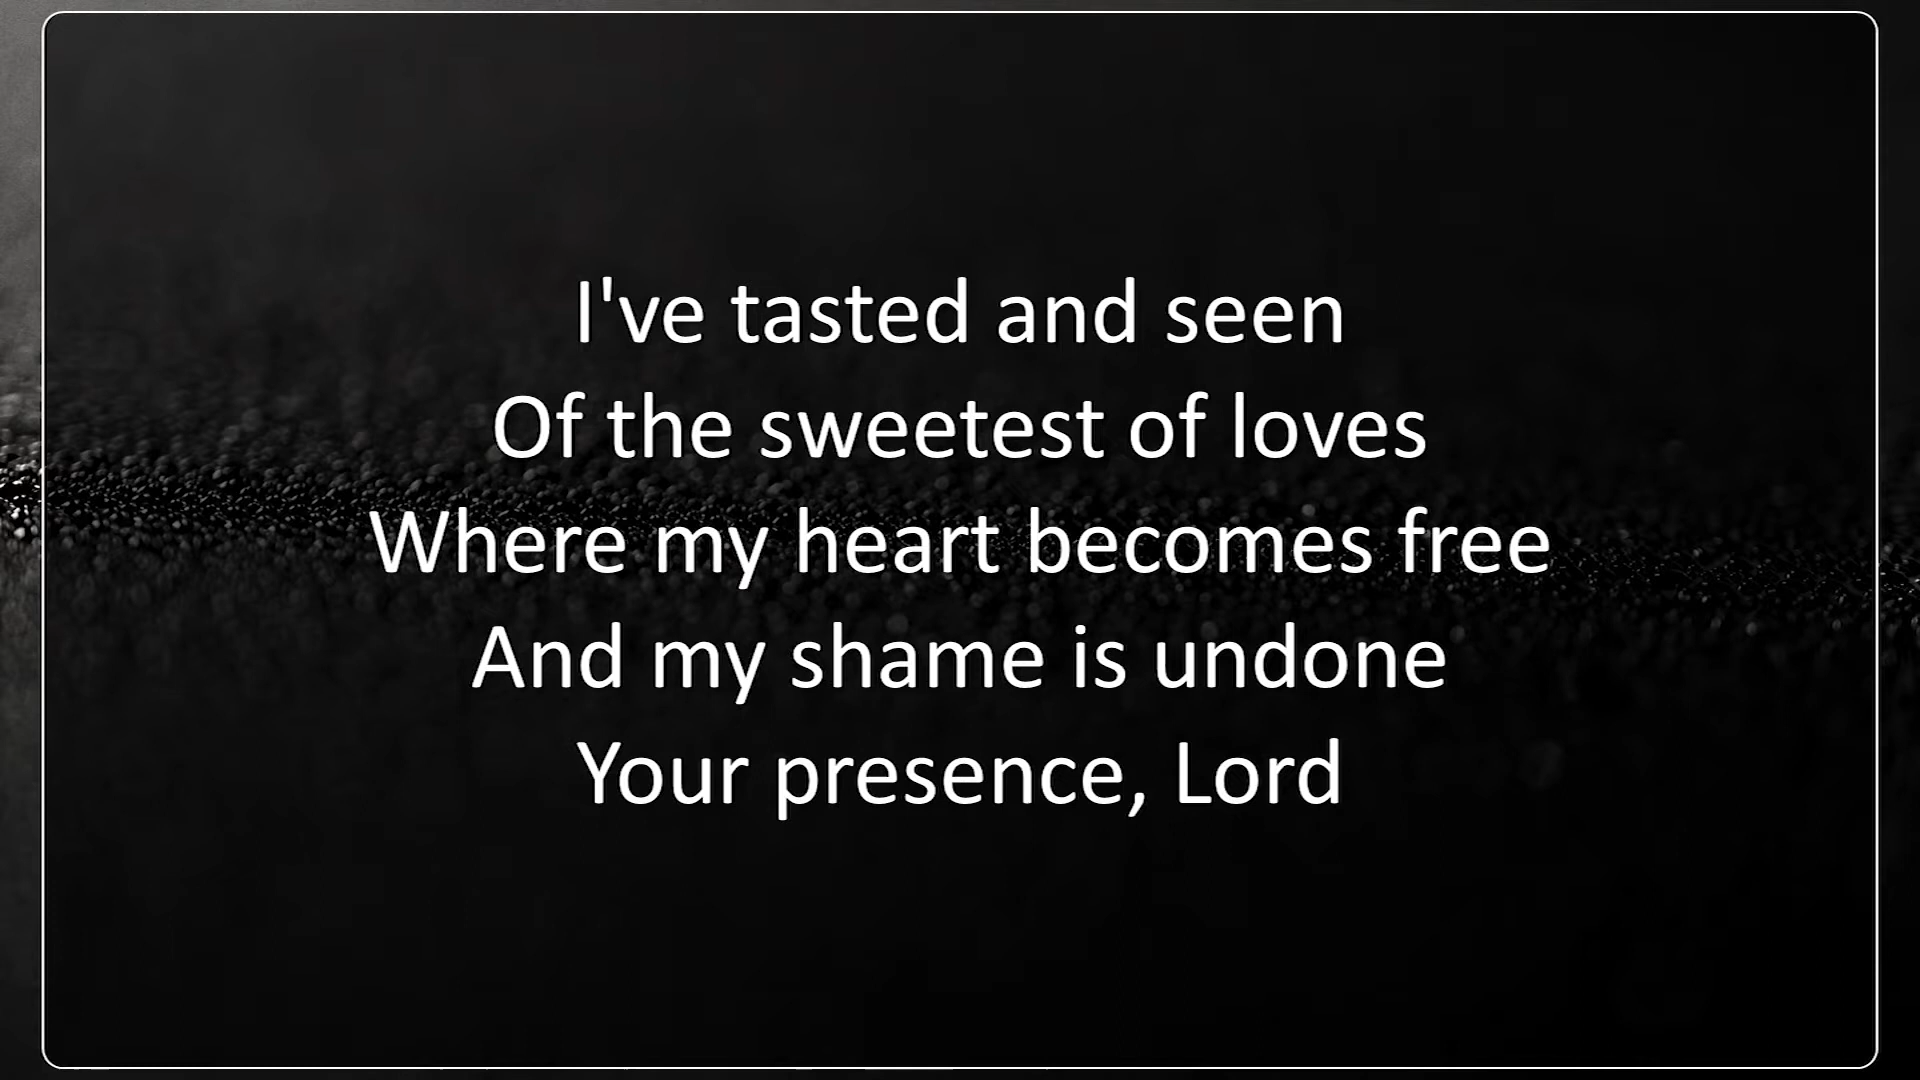 I've tasted and seen
Of the sweetest of loves
Where my heart becomes free
And my shame is undone
Your presence, Lord